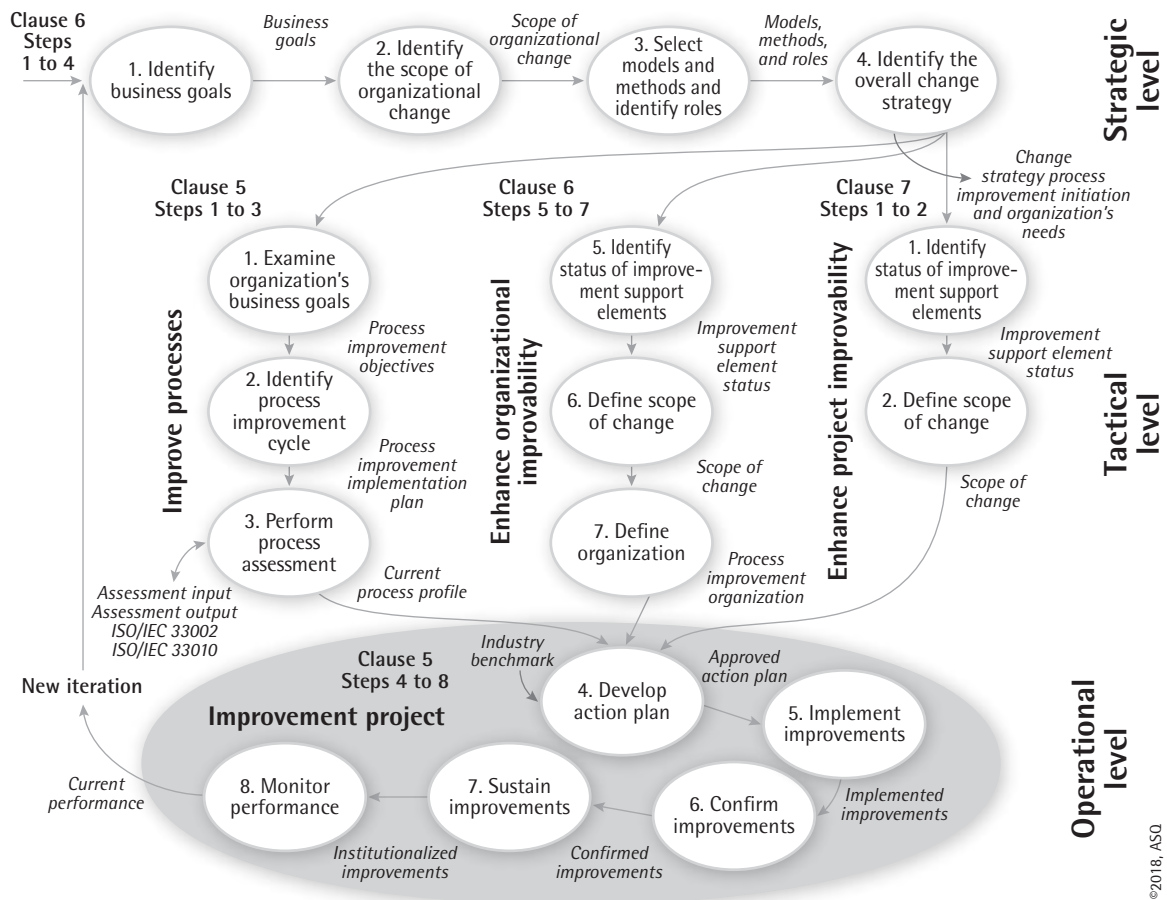 Clause 6
Steps
1 to 4
1. Identify
business goals
Business
goals
2. Identify
the scope of
organizational
change
Scope of
organizational
change
3. Select
models and
methods and
identify roles
Models,
methods,
and roles
4. Identify the
overall change
strategy
Strategic
level
Change
strategy process
improvement initiation
and organization's
needs
Clause 5
Steps 1 to 3
Clause 6
Steps 5 to 7
Clause 7
Steps 1 to 2
Improve processes
1. Examine
organization's
business goals
Process
improvement
objectives
2. Identify
process
improvement
cycle
Process
improvement
implementation
plan
3. Perform
process
assessment
Assessment input
Assessment output
ISO/IEC 33002
ISO/IEC 33010
Current
process profile
Enhance organizational
improvability
5. Identify
status of improve-
ment support
elements
Improvement
support
element
status
6. Define scope
of change
Scope of
change
7. Define
organization
Process
improvement
organization
Enhance project improvability
1. Identify
status of improve-
ment support
elements
Improvement
support element
status
2. Define scope
of change
Scope of
change
Tactical
level
Clause 5
Steps 4 to 8
Improvement project
Industry
benchmark
4. Develop
action plan
Approved
action plan
5. Implement
improvements
Implemented
improvements
6. Confirm
improvements
Confirmed
improvements
7. Sustain
improvements
Institutionalized
improvements
8. Monitor
performance
Current
performance
New iteration
Operational
level
©2018, ASQ